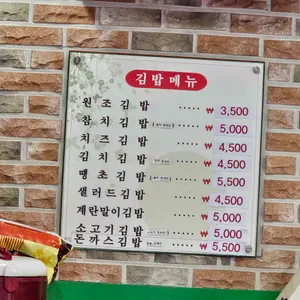 김밥메뉴
원조김밥 ····· ₩ 3,500
참치김밥 ····· ₩ 5,000
치즈김밥 ····· ₩ 4,500
김치김밥 ····· ₩ 4,500
땡초김밥 ····· ₩ 5,500
샐러드김밥 ····· ₩ 4,500
계란말이김밥 ····· ₩ 5,000
소고기김밥 ····· ₩ 5,000
돈까스김밥 ····· ₩ 5,500